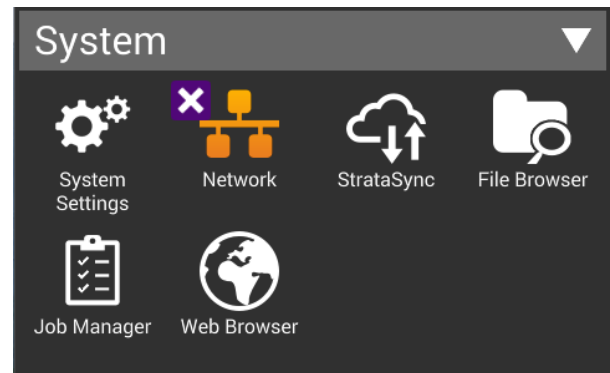 System
System
Settings
Network
StrataSync
File Browser
Job Manager
Web Browser